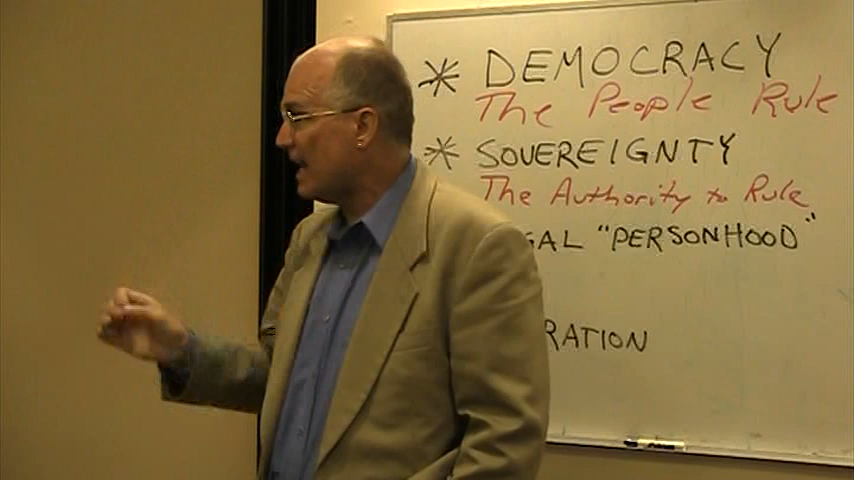 * DEMOCRACY
The People Rule
* SOVEREIGNTY
The Authority to Rule
GAL "PERSONHOOD"
RATION